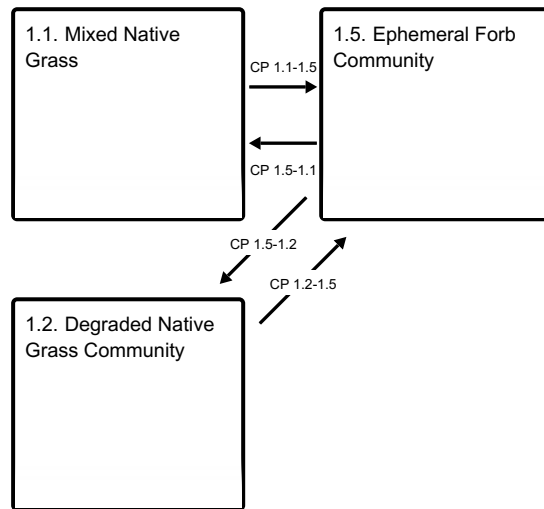 1.1. Mixed Native
Grass
CP 1.1-1.5
1.5. Ephemeral Forb
Community
CP 1.5-1.1
CP 1.5-1.2
CP 1.2-1.5
1.2. Degraded Native
Grass Community